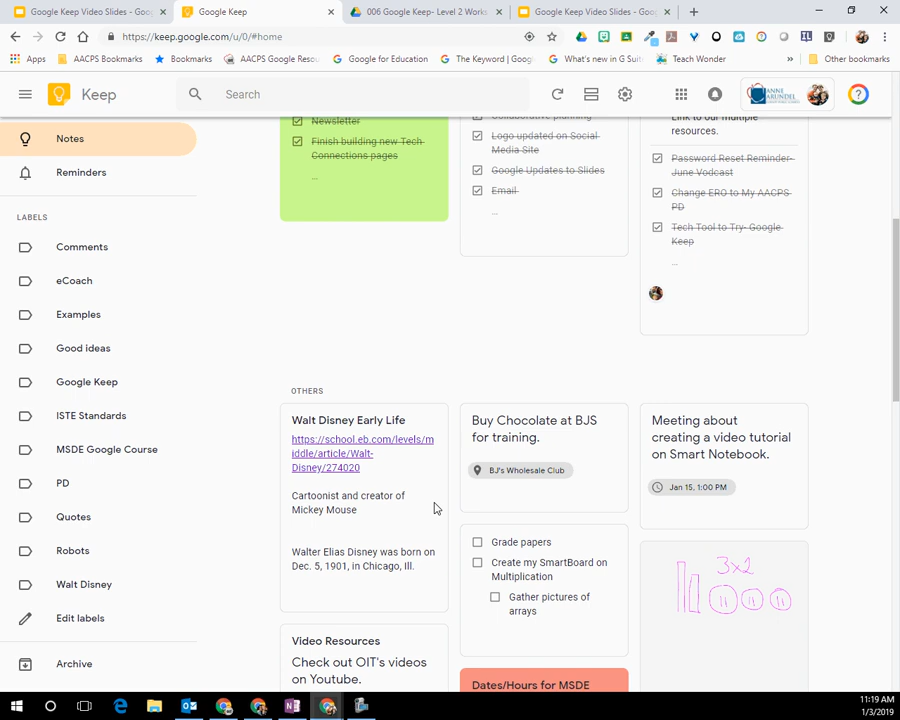 Google Keep Video Slides - Goo
Google Keep
006 Google Keep- Level 2 Works
Google Keep Video Slides - Goo
https://keep.google.com/u/0/#home
Apps
AACPS Bookmarks
Bookmarks
AACPS Google Resou
Google for Education
The Keyword | Goog
What's new in G Suit
Teach Wonder
»
Other bookmarks
Keep
Search
ANNE
ARUNDEL
Notes
Reminders
LABELS
Comments
eCoach
Examples
Good ideas
Google Keep
ISTE Standards
MSDE Google Course
PD
Quotes
Robots
Walt Disney
Edit labels
Archive
Newsletter
Finish building new Tech
Connections pages
...
Collaborative planning
Logo updated on Social
Media Site
Google Updates to Slides
Email
...
Link to our multiple
resources.
Password Reset Reminder-
June Vodcast
Change ERO to My AACPS
PD
Tech Tool to Try- Google
Keep
...
OTHERS
Walt Disney Early Life
https://school.eb.com/levels/m
iddle/article/Walt-
Disney/274020
Cartoonist and creator of
Mickey Mouse
Walter Elias Disney was born on
Dec. 5, 1901, in Chicago, Ill.
Video Resources
Check out OIT's videos
on Youtube.
Buy Chocolate at BJS
for training.
BJ's Wholesale Club
Grade papers
Create my SmartBoard on
Multiplication
Gather pictures of
arrays
Dates/Hours for MSDE
Meeting about
creating a video tutorial
on Smart Notebook.
Jan 15, 1:00 PM
3x2
11:19 AM
1/3/2019